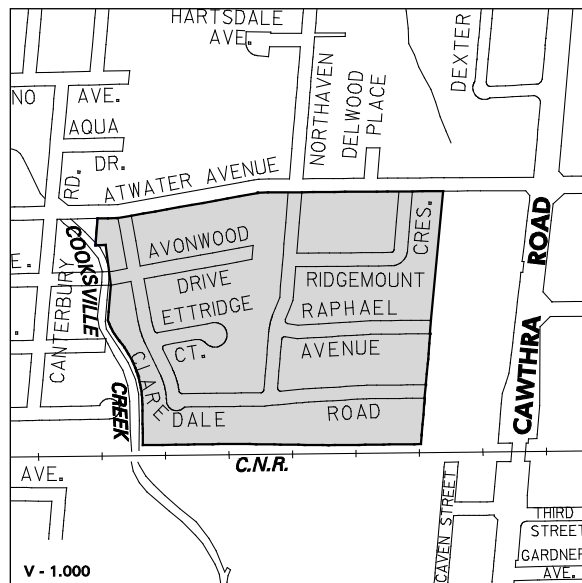 HARTSDALE
AVE.
NORTHAVEN
DELWOOD
PLACE
DEXTER
NO AVE.
AQUA
DR.
RD.
ATWATER AVENUE
CANTERBURY
COOKSVILLE
CREEK
AVONWOOD
DRIVE
ETTRIDGE
CT.
CRES.
RIDGEMOUNT
RAPHAEL
AVENUE
CLARE
DALE ROAD
CAWTHRA ROAD
E.
C.N.R.
AVE.
CAVEN STREET
THIRD
STREET
GARDNER
AVE.
V - 1.000